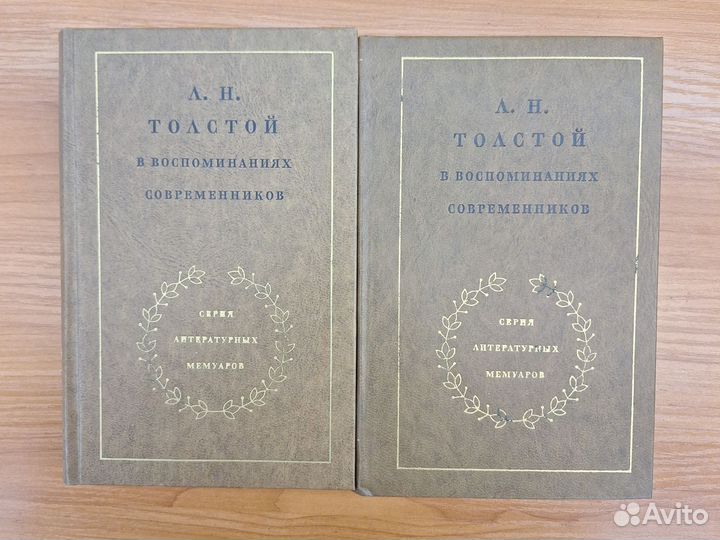 Л. Н.
ТОЛСТОЙ
В ВОСПОМИНАНИЯХ
СОВРЕМЕННИКОВ
СЕРИЯ
ЛИТЕРАТУРНЫХ
МЕМУАРОВ
Л. Н.
ТОЛСТОЙ
В ВОСПОМИНАНИЯХ
СОВРЕМЕННИКОВ
СЕРИЯ
ЛИТЕРАТУРНЫХ
МЕМУАРОВ
Avito